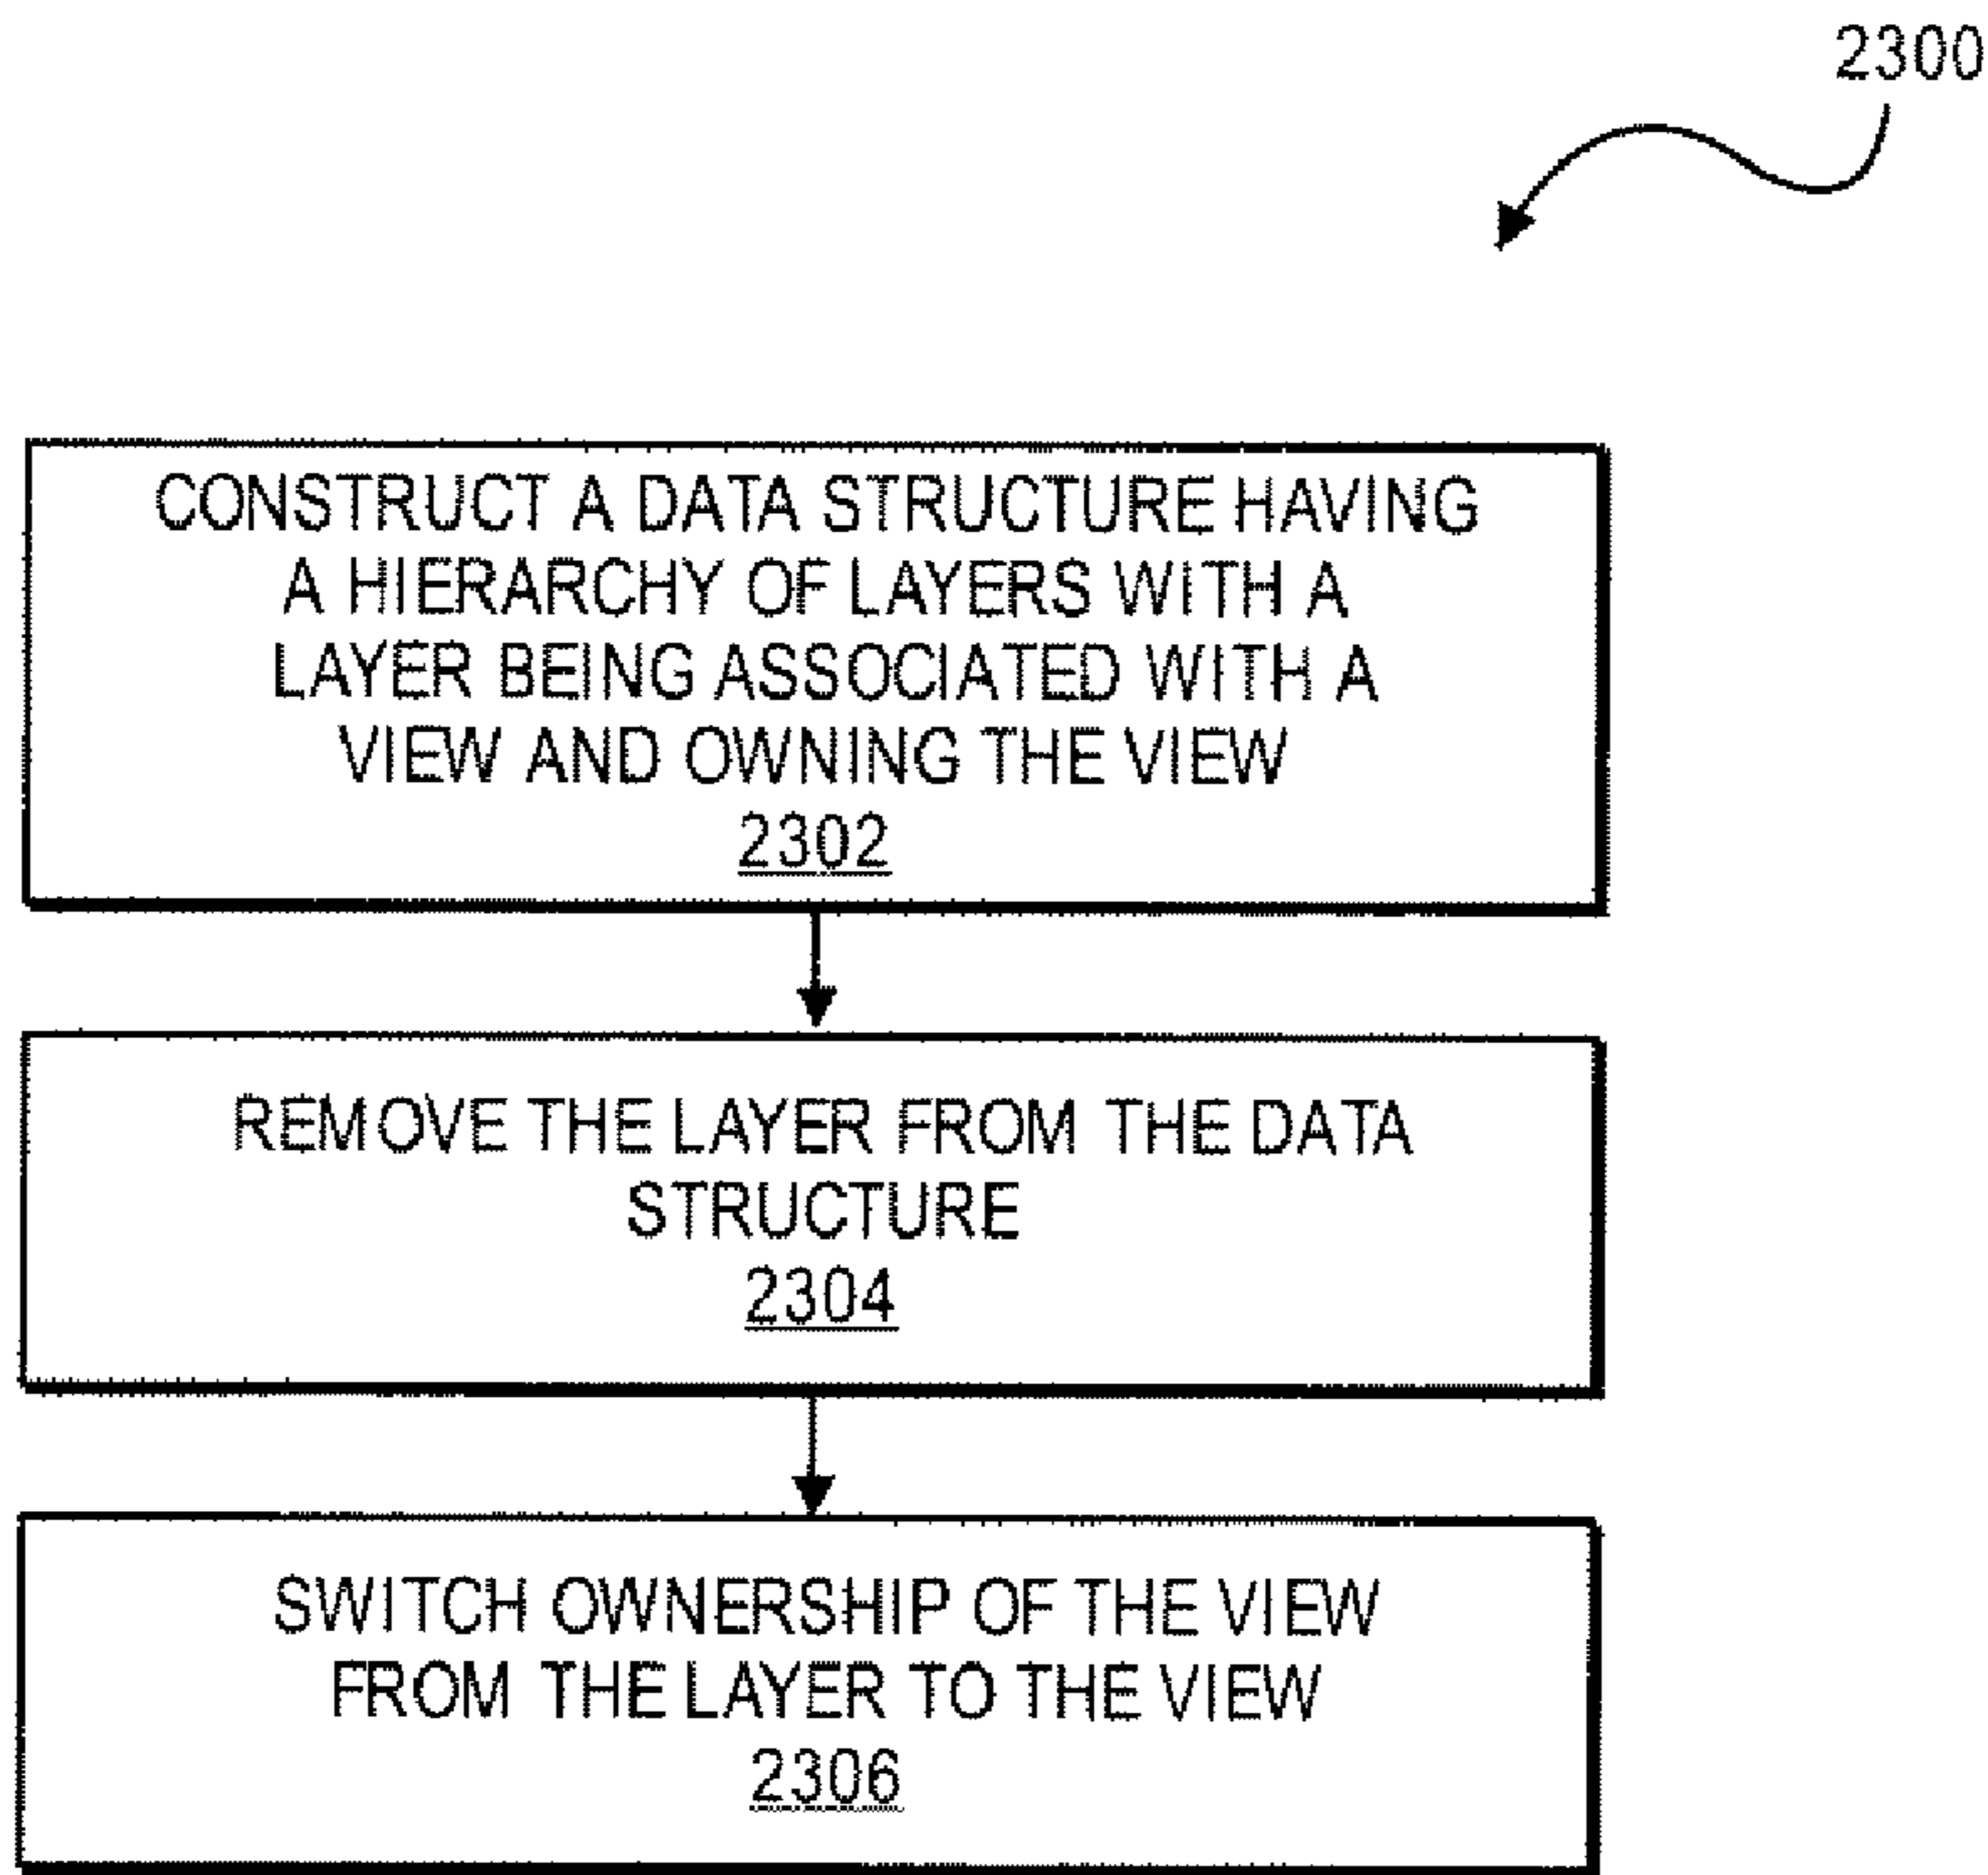 2300
CONSTRUCT A DATA STRUCTURE HAVING
A HIERARCHY OF LAYERS WITH A
LAYER BEING ASSOCIATED WITH A
VIEW AND OWNING THE VIEW
2302
REMOVE THE LAYER FROM THE DATA
STRUCTURE
2304
SWITCH OWNERSHIP OF THE VIEW
FROM THE LAYER TO THE VIEW
2306